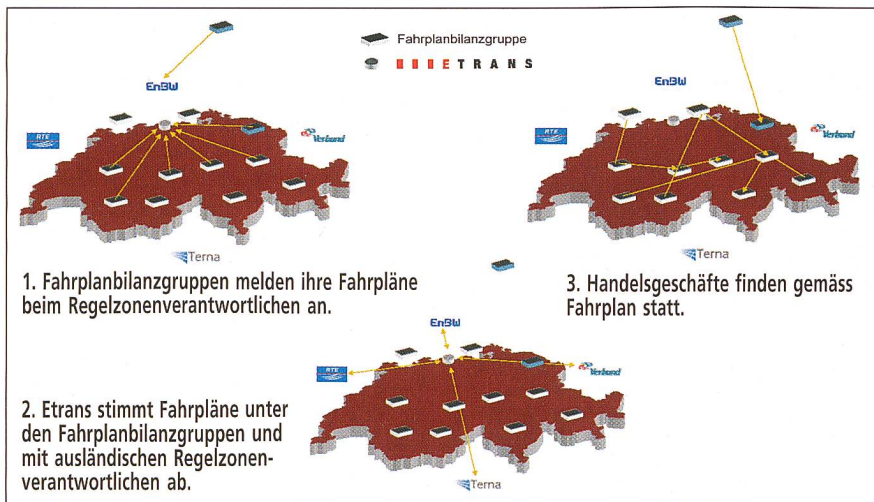 Fahrplanbilanzgruppe
ETRANS
EnBW
RTE
Verbund
Terna
1. Fahrplanbilanzgruppen melden ihre Fahrpläne
beim Regelzonenverantwortlichen an.
EnBW
RTE
Verbund
Terna
3. Handelsgeschäfte finden gemäss
Fahrplan statt.
EnBW
RTE
Verbund
Terna
2. Etrans stimmt Fahrpläne unter
den Fahrplanbilanzgruppen und
mit ausländischen Regelzonen-
verantwortlichen ab.